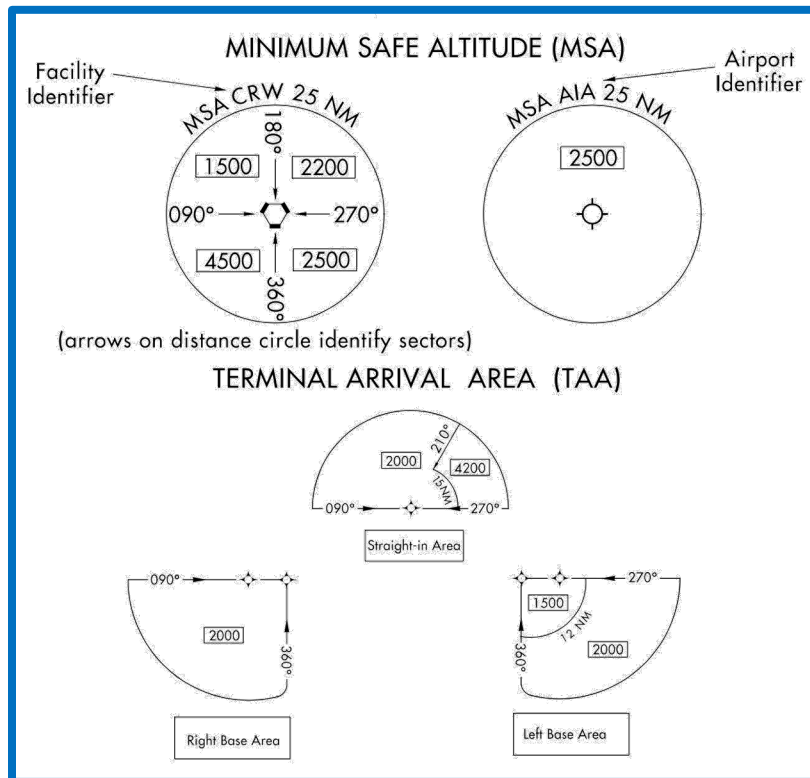 MINIMUM SAFE ALTITUDE (MSA)
Facility
Identifier
Airport
Identifier
MSA CRW 25 NM
180°
1500
2200
090°
270°
4500
2500
360°
MSA AIA 25 NM
2500
(arrows on distance circle identify sectors)
TERMINAL ARRIVAL AREA (TAA)
2000
210°
4200
15NM
090°
270°
Straight-in Area
090°
2000
360°
Right Base Area
270°
1500
12 NM
360°
2000
Left Base Area